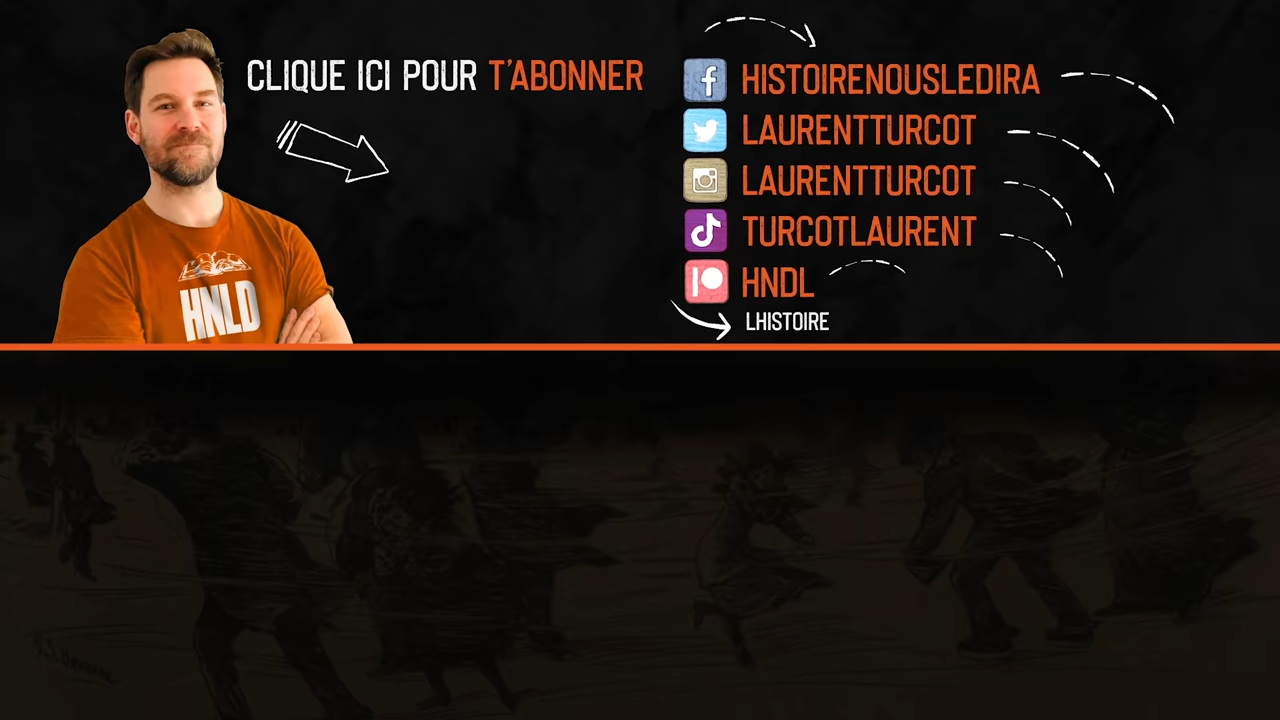 CLIQUE ICI POUR T'ABONNER
HNLD
HISTOIRENOUSLEDIRA
LAURENTTURCOT
LAURENTTURCOT
TURCOTLAURENT
HNDL
LHISTOIRE